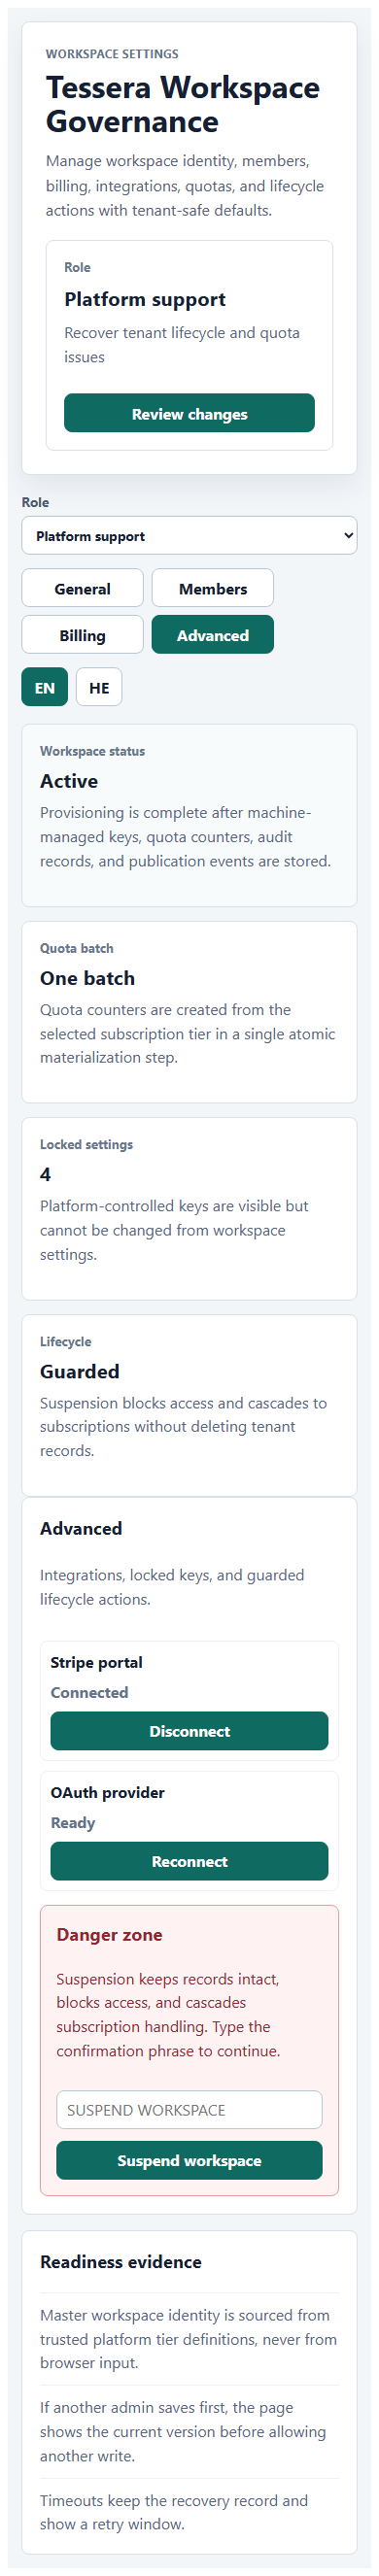 WORKSPACE SETTINGS
Tessera Workspace
Governance
Manage workspace identity, members,
billing, integrations, quotas, and lifecycle
actions with tenant-safe defaults.
Role
Platform support
Recover tenant lifecycle and quota
issues
Review changes
Role
Platform support
General
Members
Billing
Advanced
EN
HE
Workspace status
Active
Provisioning is complete after machine-
managed keys, quota counters, audit
records, and publication events are stored.
Quota batch
One batch
Quota counters are created from the
selected subscription tier in a single atomic
materialization step.
Locked settings
4
Platform-controlled keys are visible but
cannot be changed from workspace
settings.
Lifecycle
Guarded
Suspension blocks access and cascades to
subscriptions without deleting tenant
records.
Advanced
Integrations, locked keys, and guarded
lifecycle actions.
Stripe portal
Connected
Disconnect
OAuth provider
Ready
Reconnect
Danger zone
Suspension keeps records intact,
blocks access, and cascades
subscription handling. Type the
confirmation phrase to continue.
SUSPEND WORKSPACE
Suspend workspace
Readiness evidence
Master workspace identity is sourced from
trusted platform tier definitions, never from
browser input.
If another admin saves first, the page
shows the current version before allowing
another write.
Timeouts keep the recovery record and
show a retry window.